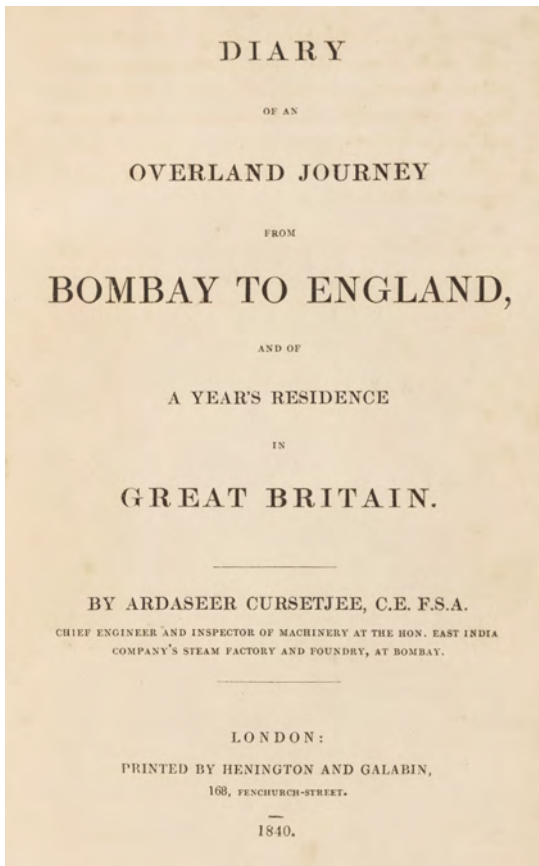 DIARY
OF AN
OVERLAND JOURNEY
FROM
BOMBAY TO ENGLAND,
AND OF
A YEAR'S RESIDENCE
IN
GREAT BRITAIN.
BY ARDASEER CURSETJEE, C.E. F.S.A.
CHIEF ENGINEER AND INSPECTOR OF MACHINERY AT THE HON. EAST INDIA
COMPANY'S STEAM FACTORY AND FOUNDRY, AT BOMBAY.
LONDON:
PRINTED BY HENINGTON AND GALABIN,
168, FENCHURCH-STREET.
1840.